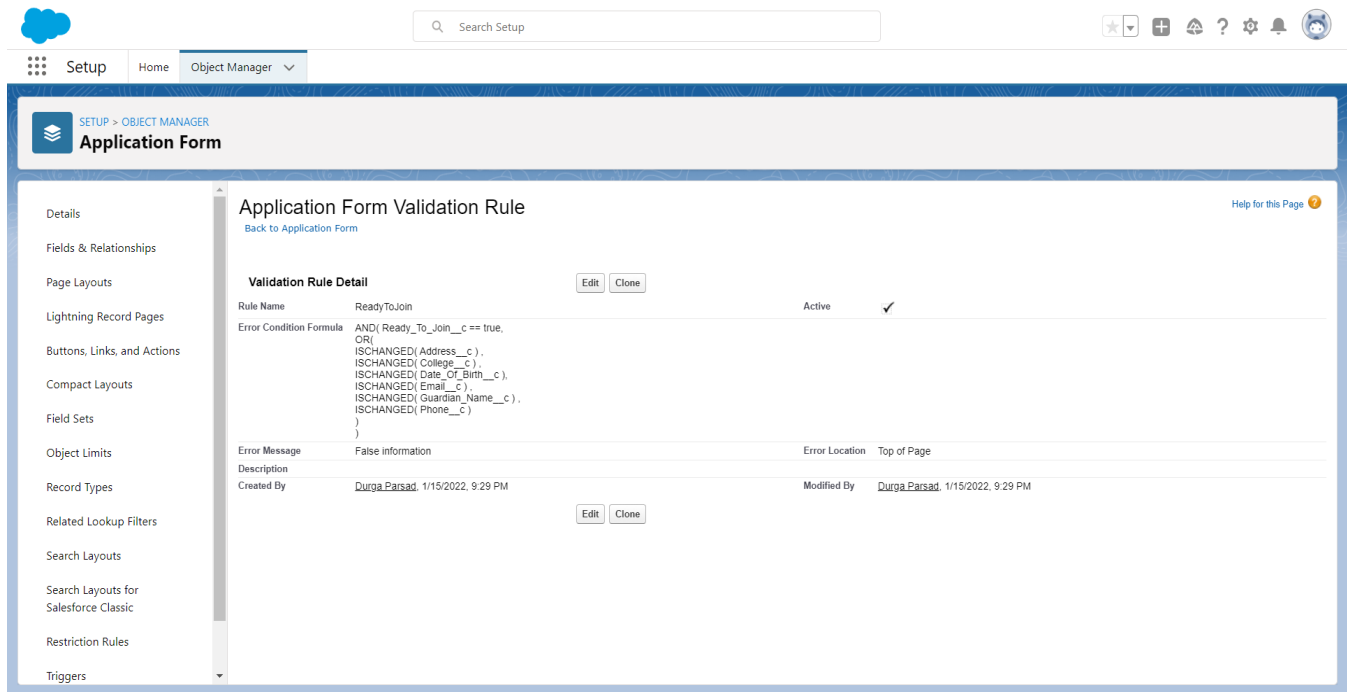 Search Setup
Setup
Home
Object Manager
SETUP > OBJECT MANAGER
Application Form
Details
Fields & Relationships
Page Layouts
Lightning Record Pages
Buttons, Links, and Actions
Compact Layouts
Field Sets
Object Limits
Record Types
Related Lookup Filters
Search Layouts
Search Layouts for
Salesforce Classic
Restriction Rules
Triggers
Application Form Validation Rule
Help for this Page
Back to Application Form
Validation Rule Detail
Edit Clone
Rule Name ReadyToJoin
Active
Error Condition Formula AND( Ready_To_Join__c == true,
OR(
ISCHANGED( Address__c ) ,
ISCHANGED( College__c ) ,
ISCHANGED( Date_Of_Birth__c ),
ISCHANGED( Email__c ) ,
ISCHANGED( Guardian_Name__c ) ,
ISCHANGED( Phone__c )
)
)
Error Message False information
Error Location Top of Page
Description
Created By Durga Parsad, 1/15/2022, 9:29 PM
Modified By Durga Parsad, 1/15/2022, 9:29 PM
Edit Clone